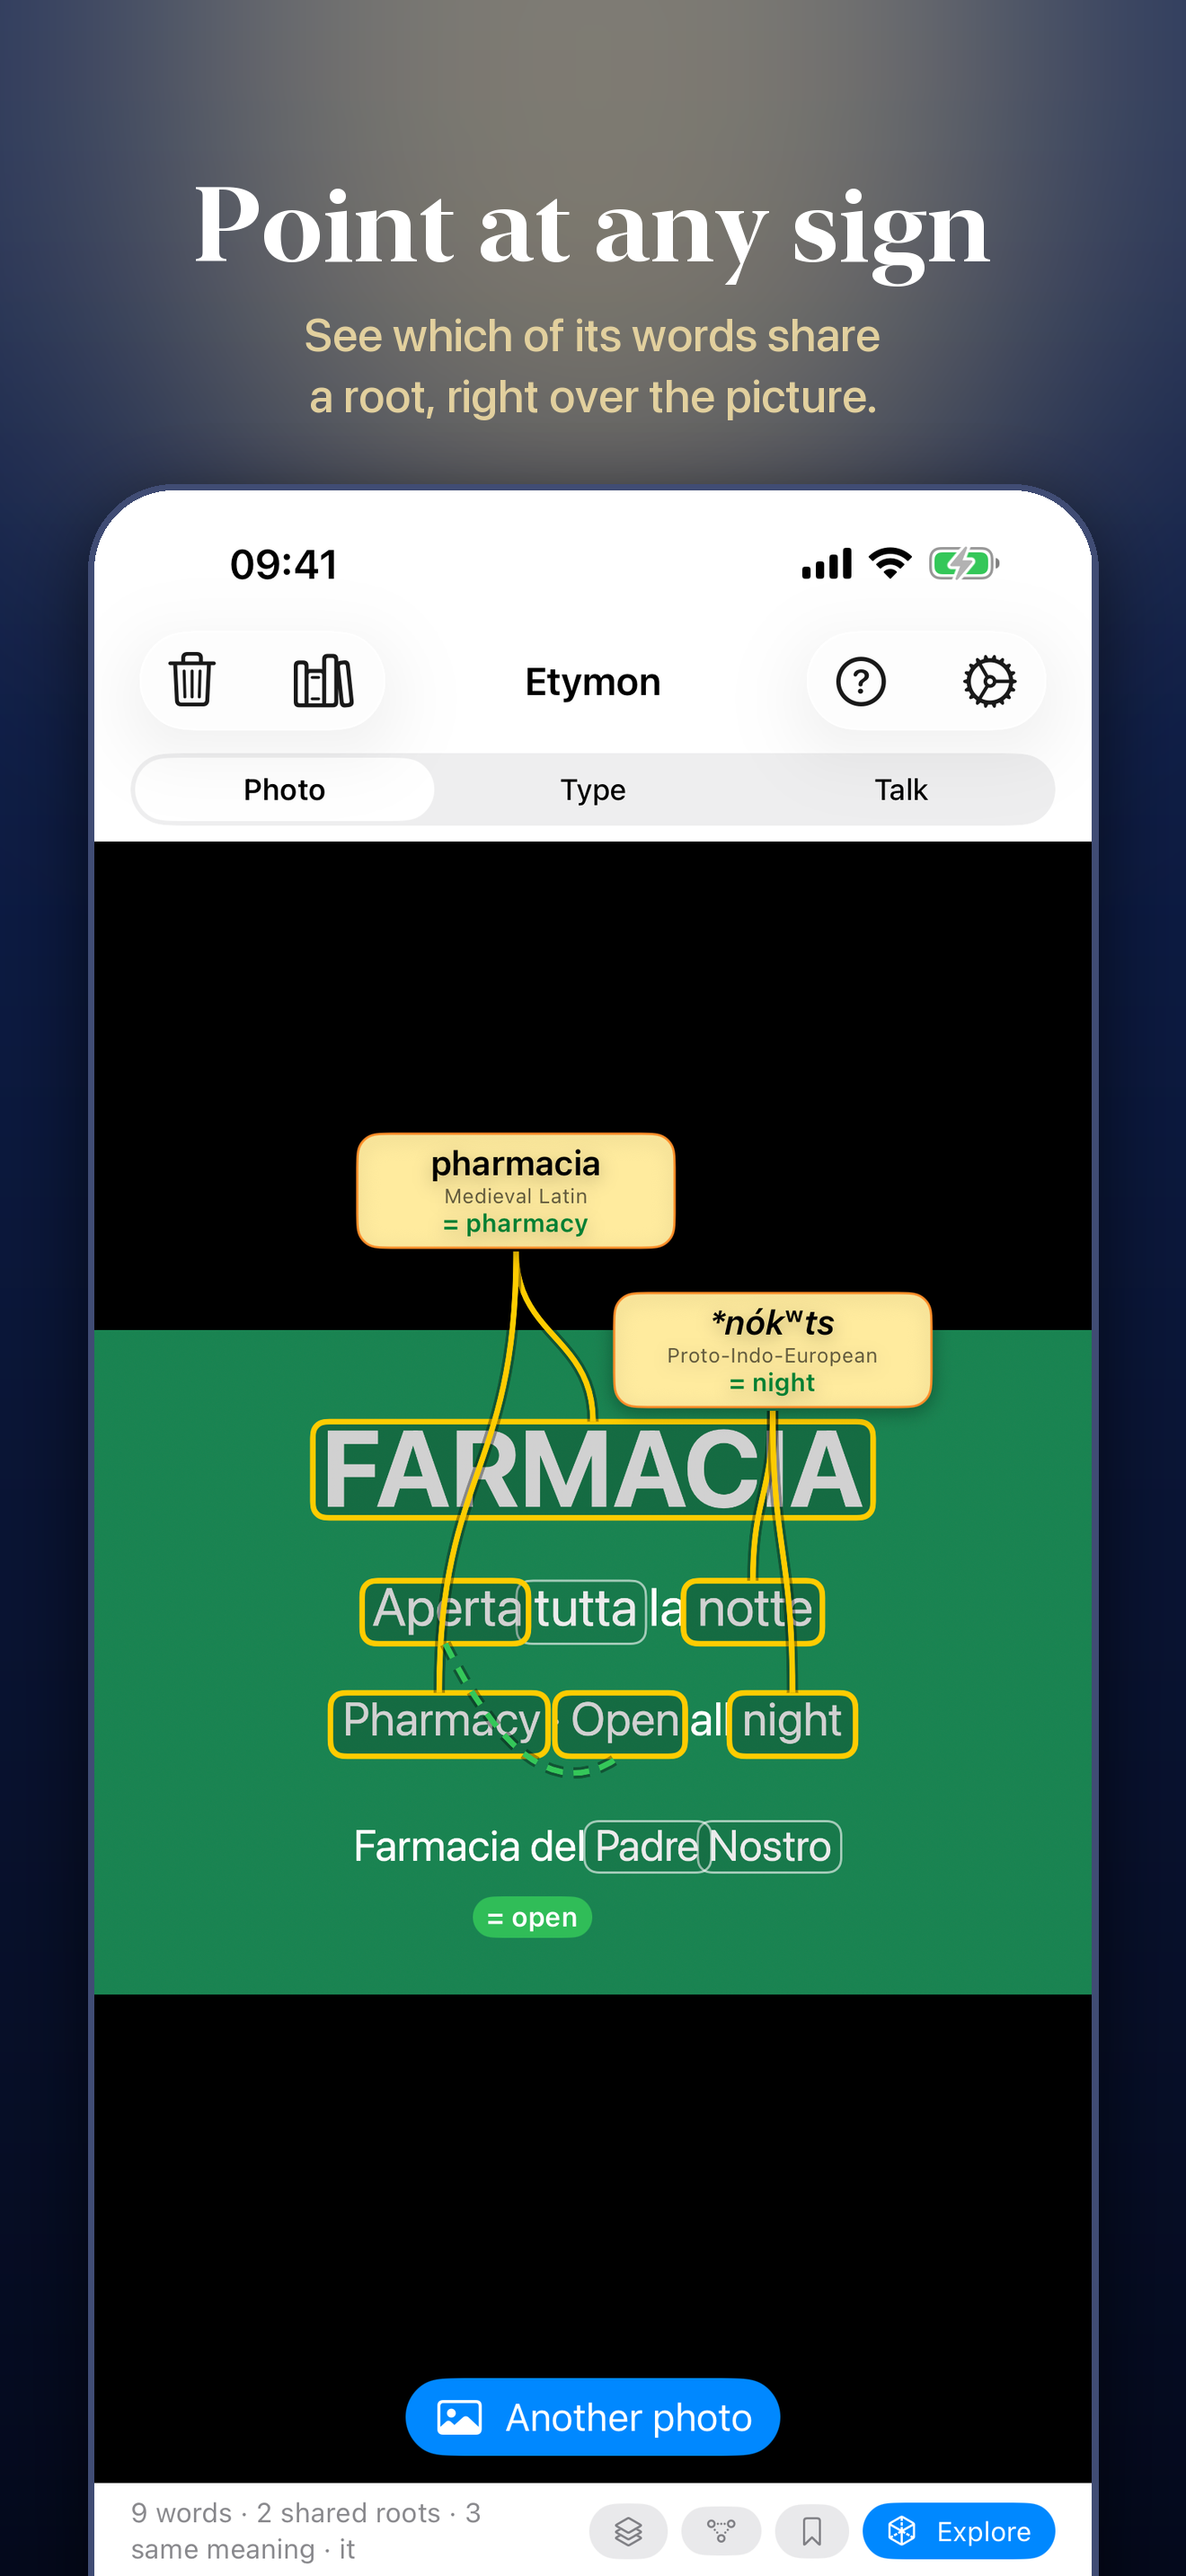 Point at any sign
See which of its words share
a root, right over the picture.
09:41
Etymon
Photo Type Talk
pharmacia
Medieval Latin
= pharmacy
*nókʷts
Proto-Indo-European
= night
FARMACIA
Aperta tutta la notte
Pharmacy · Open all night
Farmacia del Padre Nostro
= open
Another photo
9 words · 2 shared roots · 3
same meaning · it
Explore